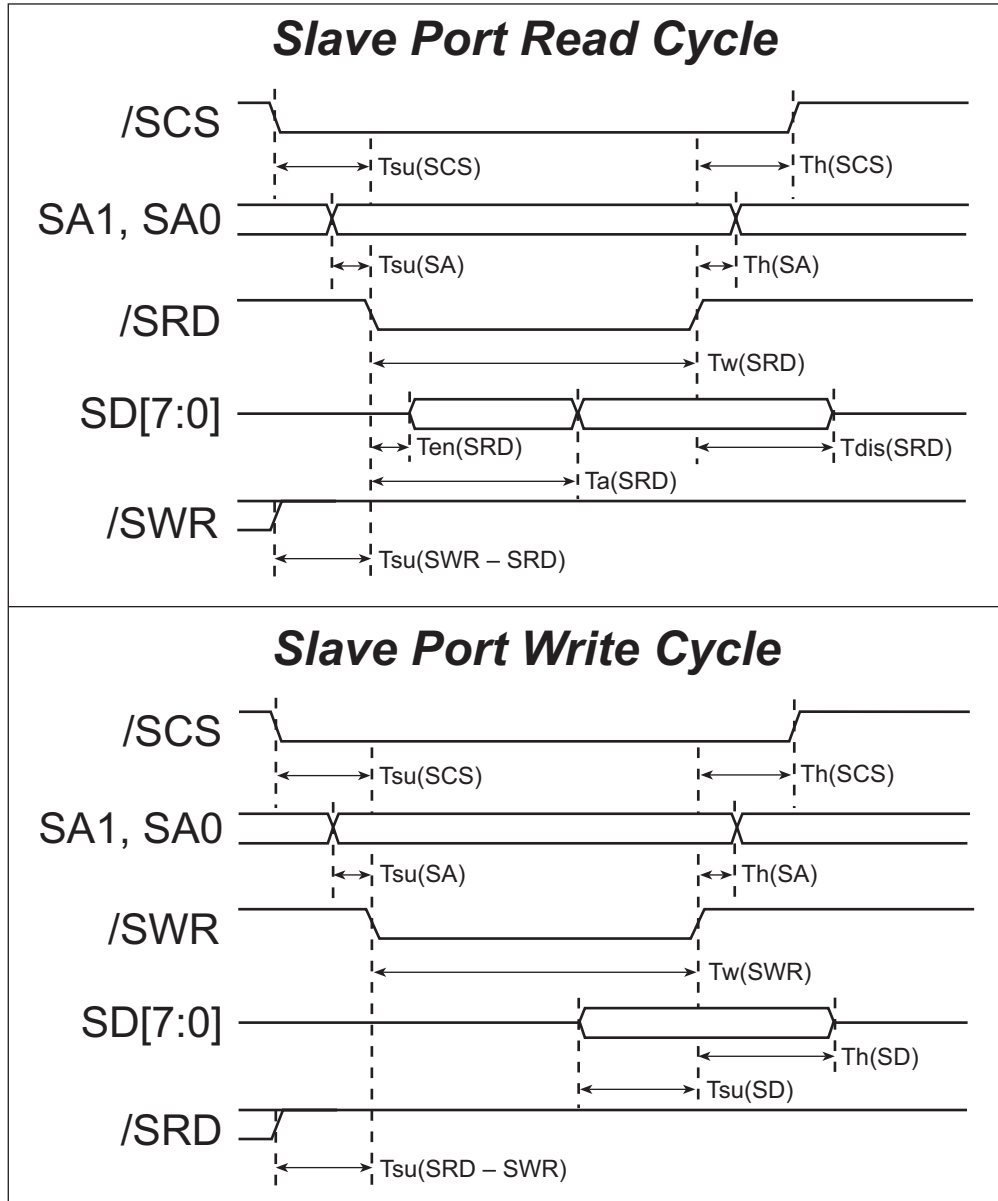 Slave Port Read Cycle
/SCS
Tsu(SCS)
Th(SCS)
SA1, SA0
Tsu(SA)
Th(SA)
/SRD
Tw(SRD)
SD[7:0]
Ten(SRD)
Tdis(SRD)
Ta(SRD)
/SWR
Tsu(SWR – SRD)
Slave Port Write Cycle
/SCS
Tsu(SCS)
Th(SCS)
SA1, SA0
Tsu(SA)
Th(SA)
/SWR
Tw(SWR)
SD[7:0]
Th(SD)
Tsu(SD)
/SRD
Tsu(SRD – SWR)